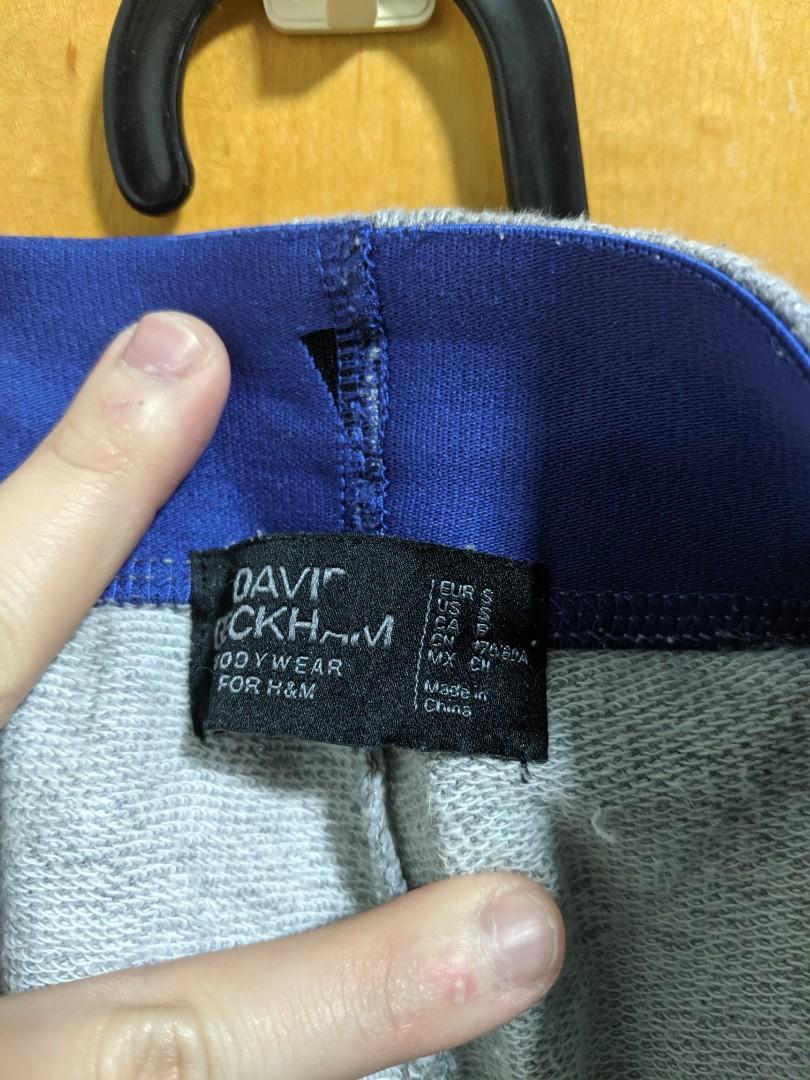 DAVID
BECKHAM
BODYWEAR
FOR H&M
EUR S
US S
CA P
CN 170/80A
MX CH
Made in
China